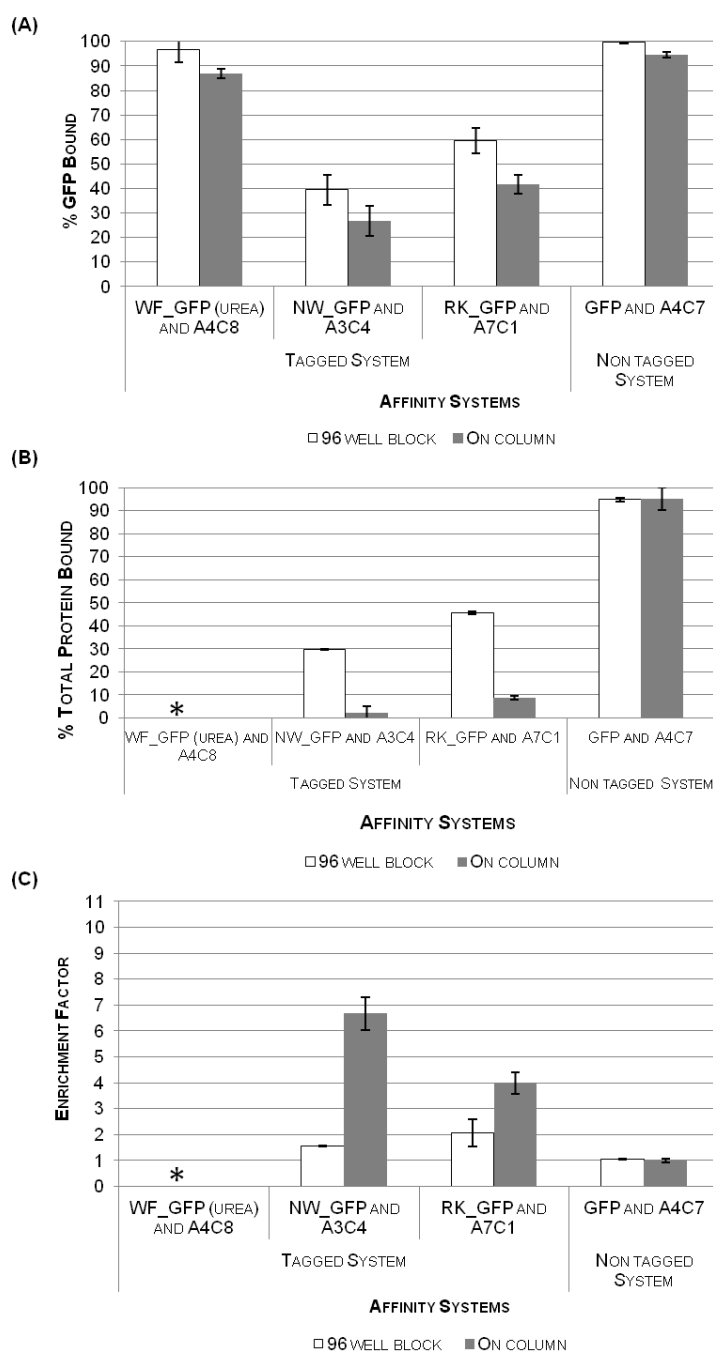 (A)
% GFP BOUND
100
90
80
70
60
50
40
30
20
10
0
WF_GFP (UREA) AND A4C8
NW_GFP AND A3C4
RK_GFP AND A7C1
GFP AND A4C7
TAGGED SYSTEM
NON TAGGED SYSTEM
AFFINITY SYSTEMS
96 WELL BLOCK
ON COLUMN
(B)
% TOTAL PROTEIN BOUND
100
90
80
70
60
50
40
30
20
10
0
*
WF_GFP (UREA) AND A4C8
NW_GFP AND A3C4
RK_GFP AND A7C1
GFP AND A4C7
TAGGED SYSTEM
NON TAGGED SYSTEM
AFFINITY SYSTEMS
96 WELL BLOCK
ON COLUMN
(C)
ENRICHMENT FACTOR
11
10
9
8
7
6
5
4
3
2
1
0
*
WF_GFP (UREA) AND A4C8
NW_GFP AND A3C4
RK_GFP AND A7C1
GFP AND A4C7
TAGGED SYSTEM
NON TAGGED SYSTEM
AFFINITY SYSTEMS
96 WELL BLOCK
ON COLUMN